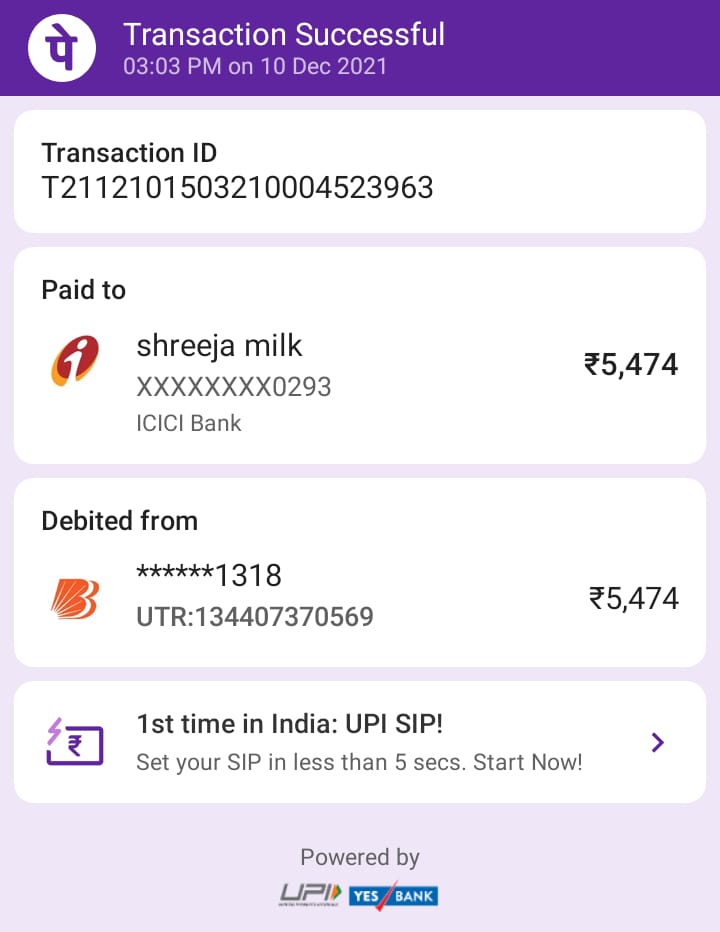 पे
Transaction Successful
03:03 PM on 10 Dec 2021
Transaction ID
T2112101503210004523963
Paid to
shreeja milk
₹5,474
XXXXXXXX0293
ICICI Bank
Debited from
******1318
₹5,474
UTR:134407370569
1st time in India: UPI SIP!
Set your SIP in less than 5 secs. Start Now!
Powered by
UPI YES BANK